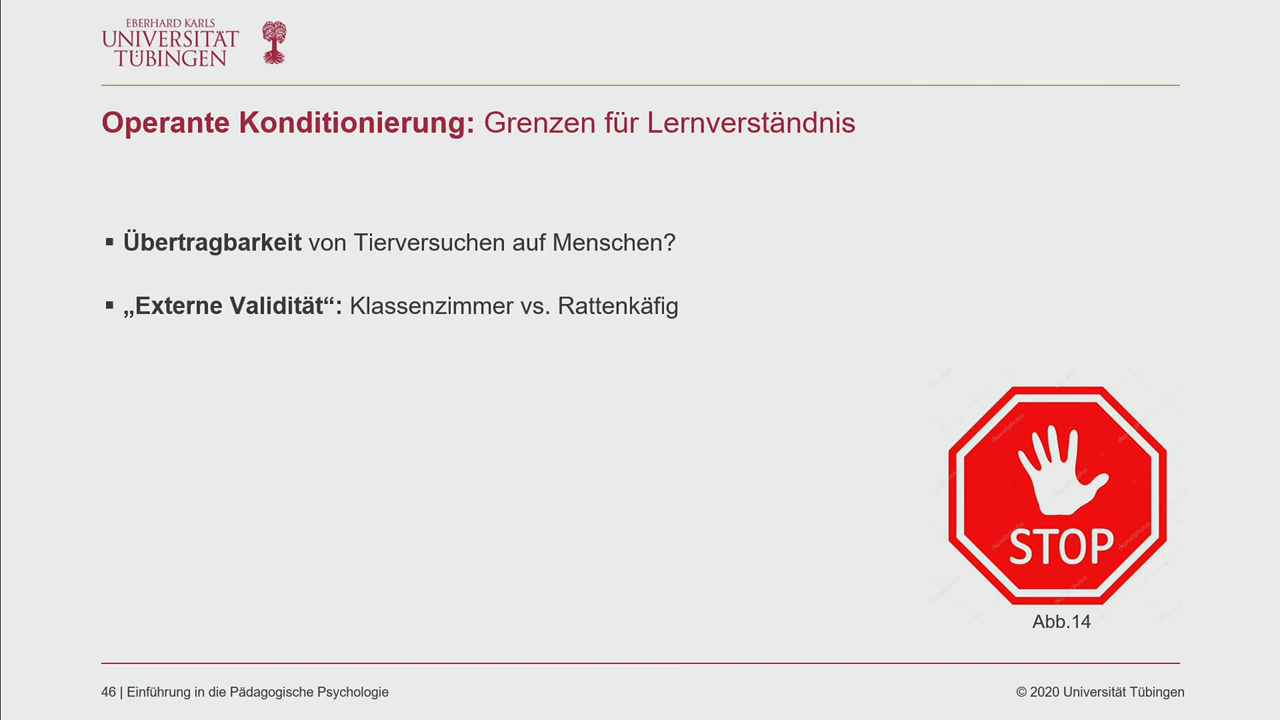 EBERHARD KARLS
UNIVERSITÄT
TÜBINGEN
Operante Konditionierung: Grenzen für Lernverständnis
▪ Übertragbarkeit von Tierversuchen auf Menschen?
▪ „Externe Validität“: Klassenzimmer vs. Rattenkäfig
STOP
Abb.14
46 | Einführung in die Pädagogische Psychologie
© 2020 Universität Tübingen